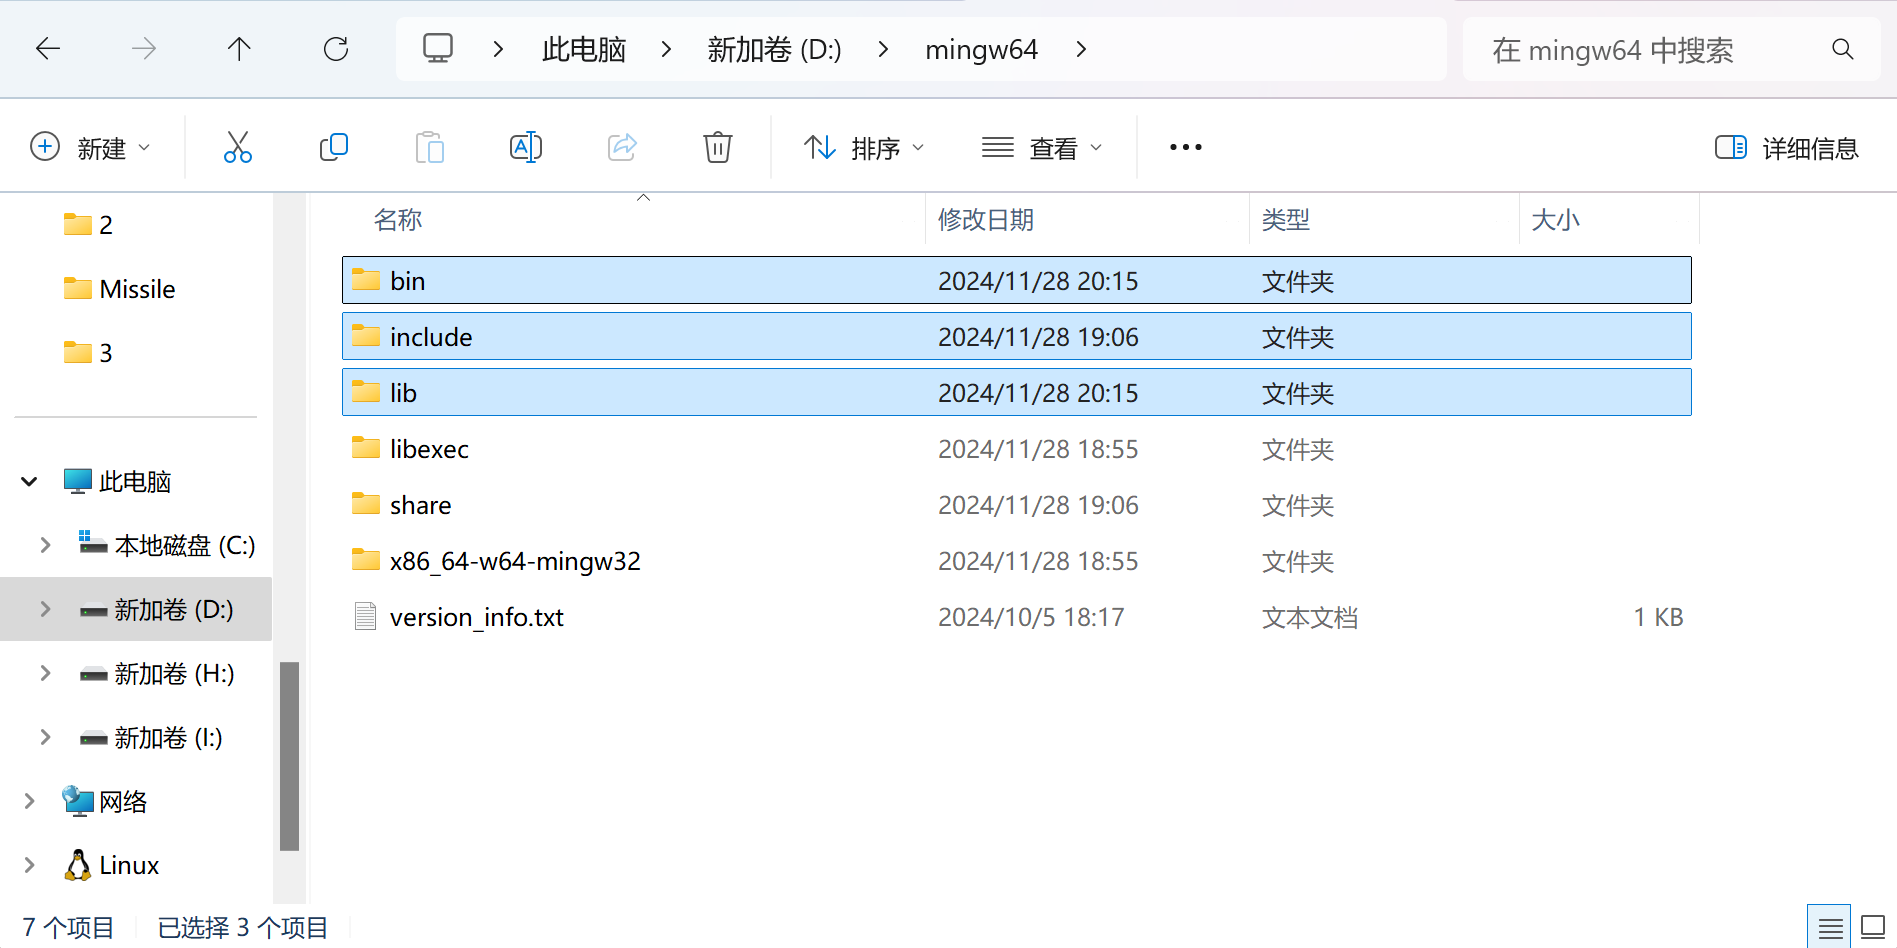 此电脑 新加卷 (D:) mingw64 在 mingw64 中搜索
新建 排序 查看 详细信息
名称 修改日期 类型 大小
2
Missile
3
此电脑
本地磁盘 (C:)
新加卷 (D:)
新加卷 (H:)
新加卷 (I:)
网络
Linux
bin 2024/11/28 20:15 文件夹
include 2024/11/28 19:06 文件夹
lib 2024/11/28 20:15 文件夹
libexec 2024/11/28 18:55 文件夹
share 2024/11/28 19:06 文件夹
x86_64-w64-mingw32 2024/11/28 18:55 文件夹
version_info.txt 2024/10/5 18:17 文本文档 1 KB
7 个项目 已选择 3 个项目